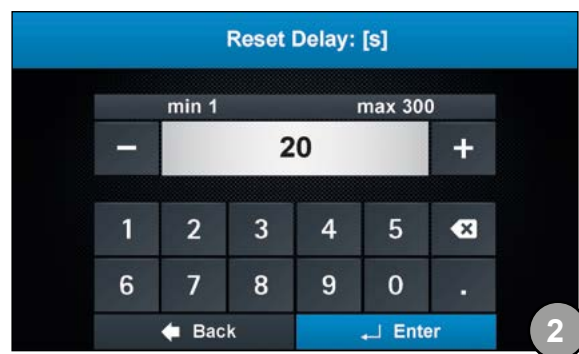 Reset Delay: [s]
min 1 max 300
− 20 +
1 2 3 4 5
6 7 8 9 0 .
Back Enter
2